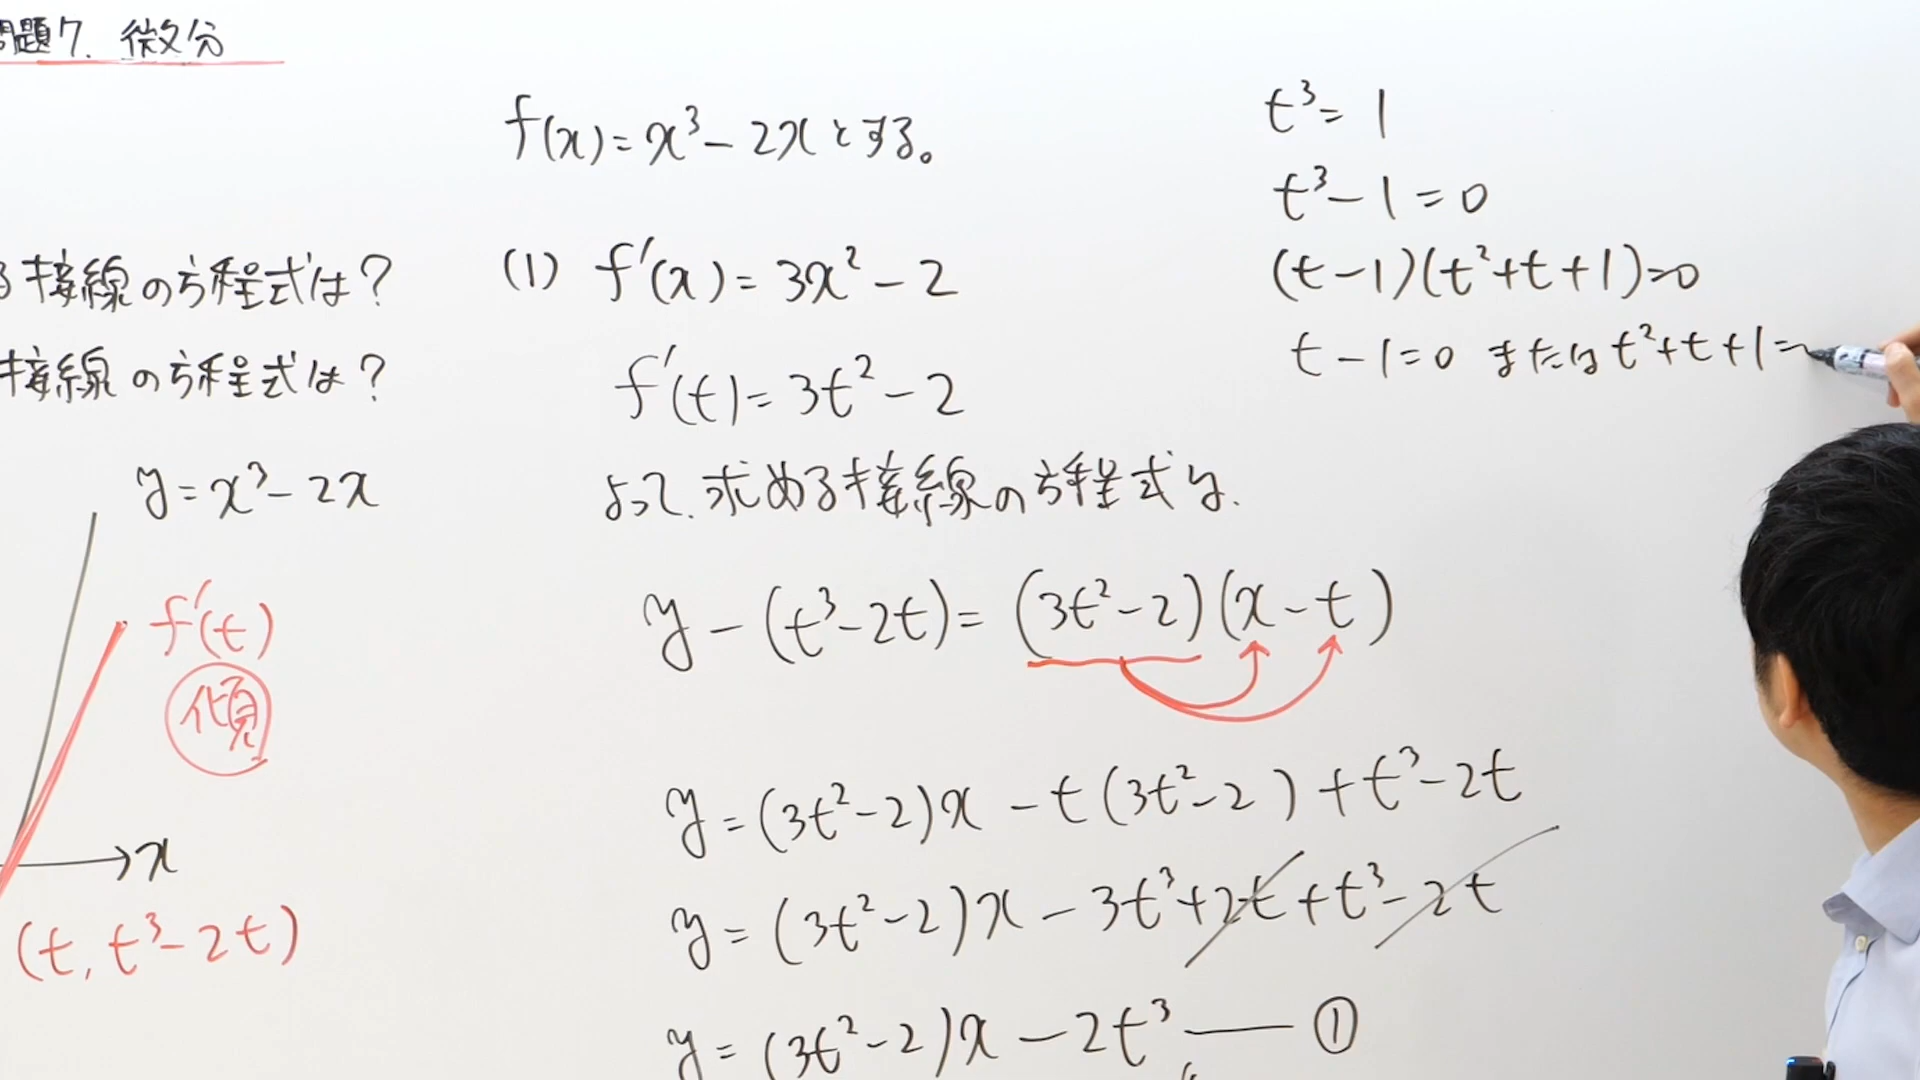 問題7. 微分
る接線の方程式は?
接線の方程式は?
y=x³-2x
f'(t)
傾
x
(t, t³-2t)
f(x)=x³-2xとする。
(1) f'(x)=3x²-2
f'(t)=3t²-2
よって、求める接線の方程式は、
y-(t³-2t)=(3t²-2)(x-t)
y=(3t²-2)x-t(3t²-2)+t³-2t
y=(3t²-2)x-3t³+2t+t³-2t
y=(3t²-2)x-2t³ ― ①
t³=1
t³-1=0
(t-1)(t²+t+1)=0
t-1=0 または t²+t+1=